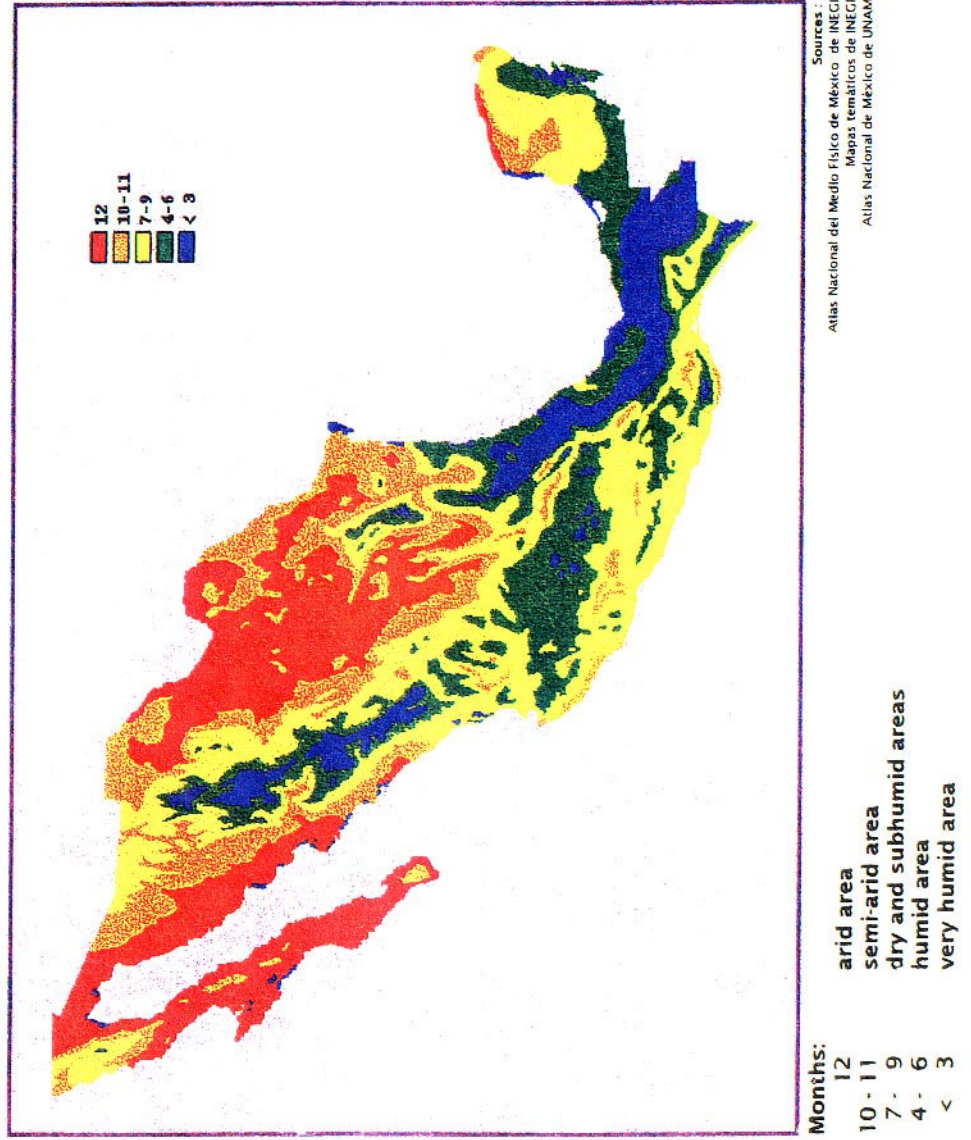 12
10-11
7-9
4-6
< 3
Months:
12 arid area
10 - 11 semi-arid area
7 - 9 dry and subhumid areas
4 - 6 humid area
< 3 very humid area
Sources :
Atlas Nacional del Medio Físico de México de INEGI
Mapas temáticos de INEGI
Atlas Nacional de México de UNAM